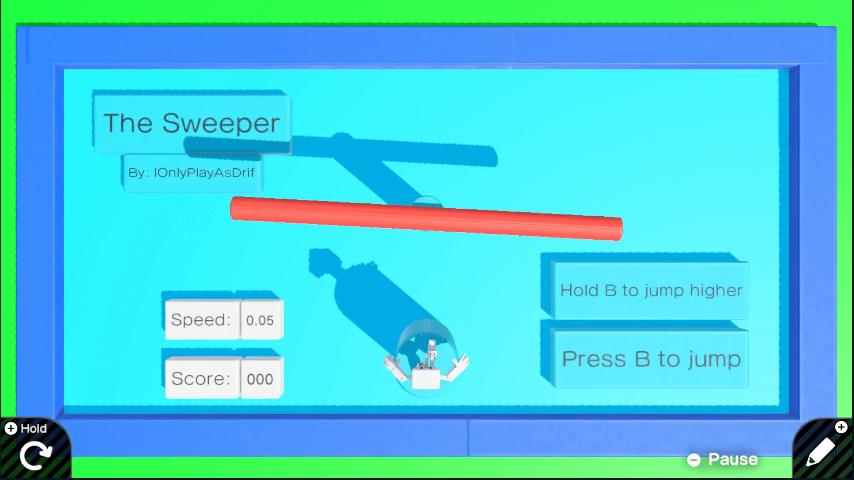 The Sweeper
By: IOnlyPlayAsDrif
Hold B to jump higher
Speed: 0.05
Press B to jump
Score: 000
Hold
Pause